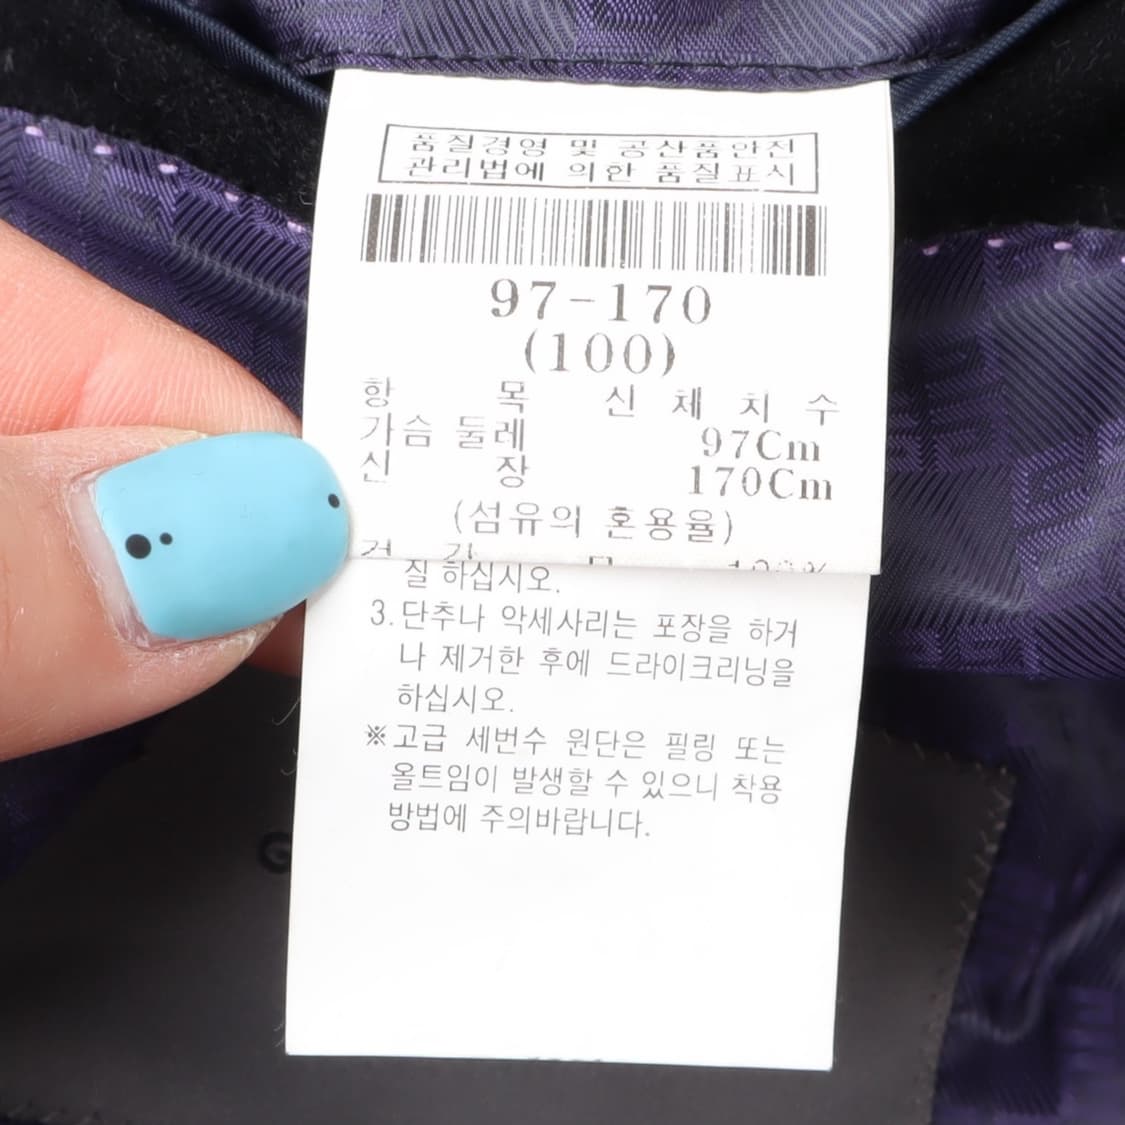 품질경영 및 공산품안전
관리법에 의한 품질표시
97-170
(100)
항 목 신 체 치 수
가슴 둘레 97Cm
신 장 170Cm
(섬유의 혼용율)
질 하십시오.
3. 단추나 악세사리는 포장을 하거
나 제거한 후에 드라이크리닝을
하십시오.
※고급 세번수 원단은 필링 또는
올트임이 발생할 수 있으니 착용
방법에 주의바랍니다.
G